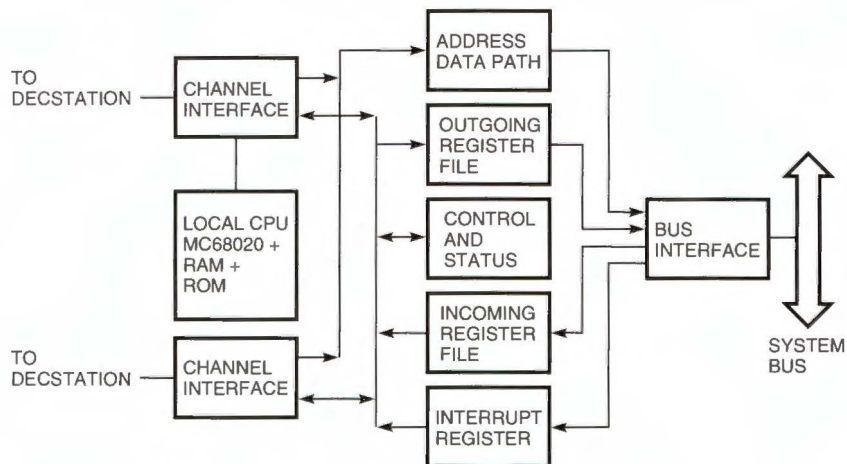 TO
DECSTATION
CHANNEL
INTERFACE
LOCAL CPU
MC68020 +
RAM +
ROM
TO
DECSTATION
CHANNEL
INTERFACE
ADDRESS
DATA PATH
OUTGOING
REGISTER
FILE
CONTROL
AND
STATUS
INCOMING
REGISTER
FILE
INTERRUPT
REGISTER
BUS
INTERFACE
SYSTEM
BUS